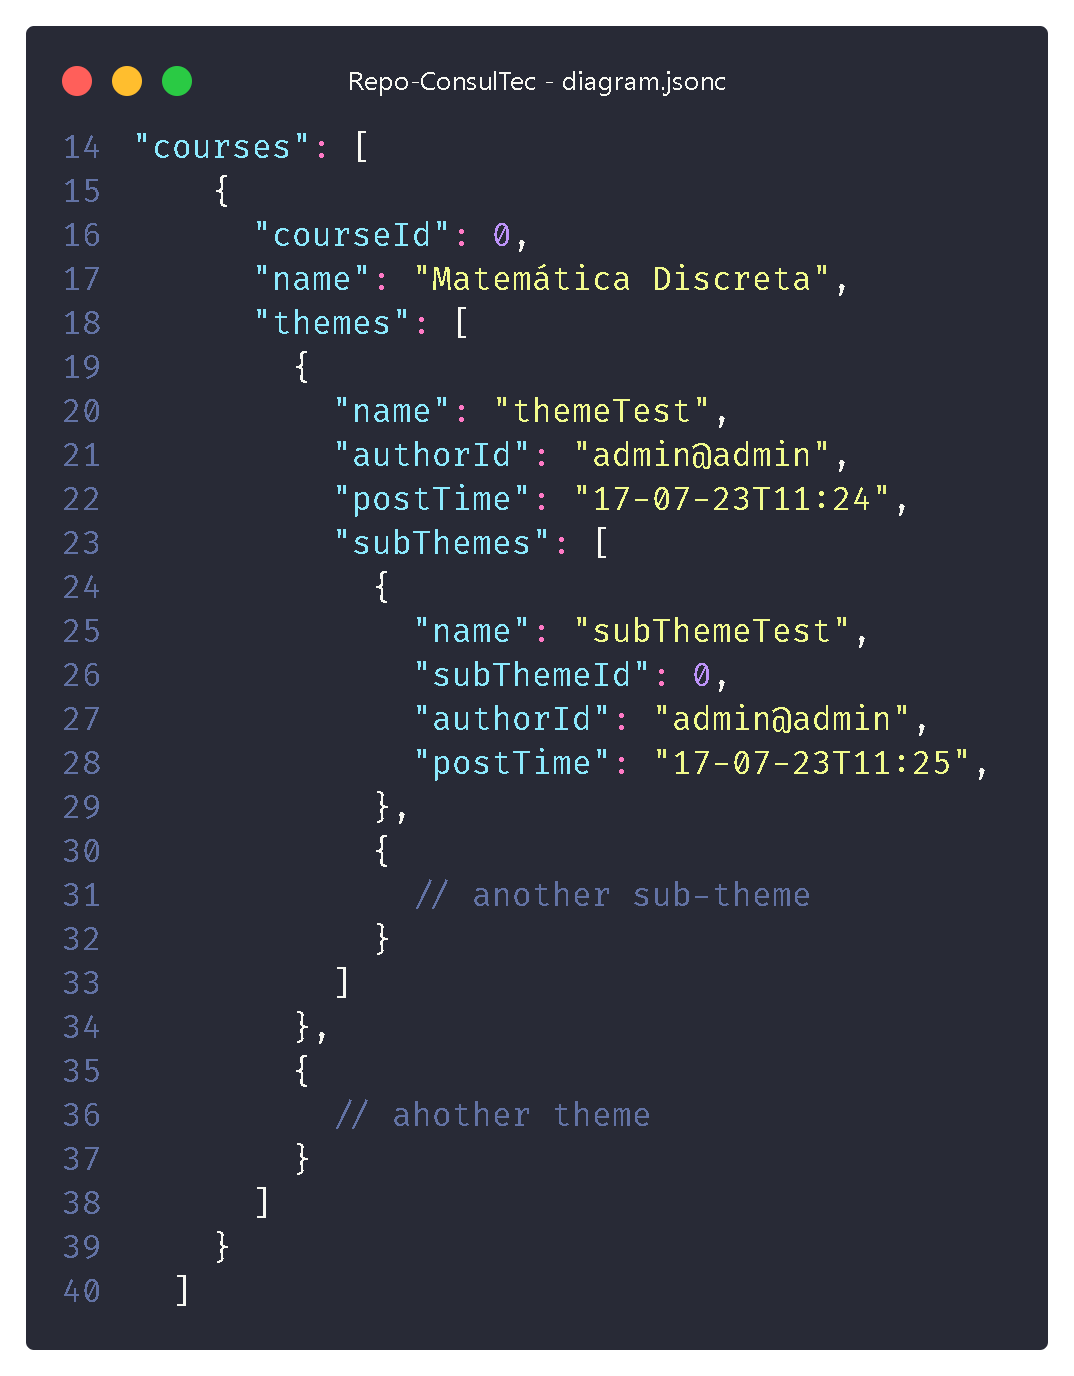 Repo-ConsulTec - diagram.jsonc
14 "courses": [
15 {
16 "courseId": 0,
17 "name": "Matemática Discreta",
18 "themes": [
19 {
20 "name": "themeTest",
21 "authorId": "admin@admin",
22 "postTime": "17-07-23T11:24",
23 "subThemes": [
24 {
25 "name": "subThemeTest",
26 "subThemeId": 0,
27 "authorId": "admin@admin",
28 "postTime": "17-07-23T11:25",
29 },
30 {
31 // another sub-theme
32 }
33 ]
34 },
35 {
36 // ahother theme
37 }
38 ]
39 }
40 ]